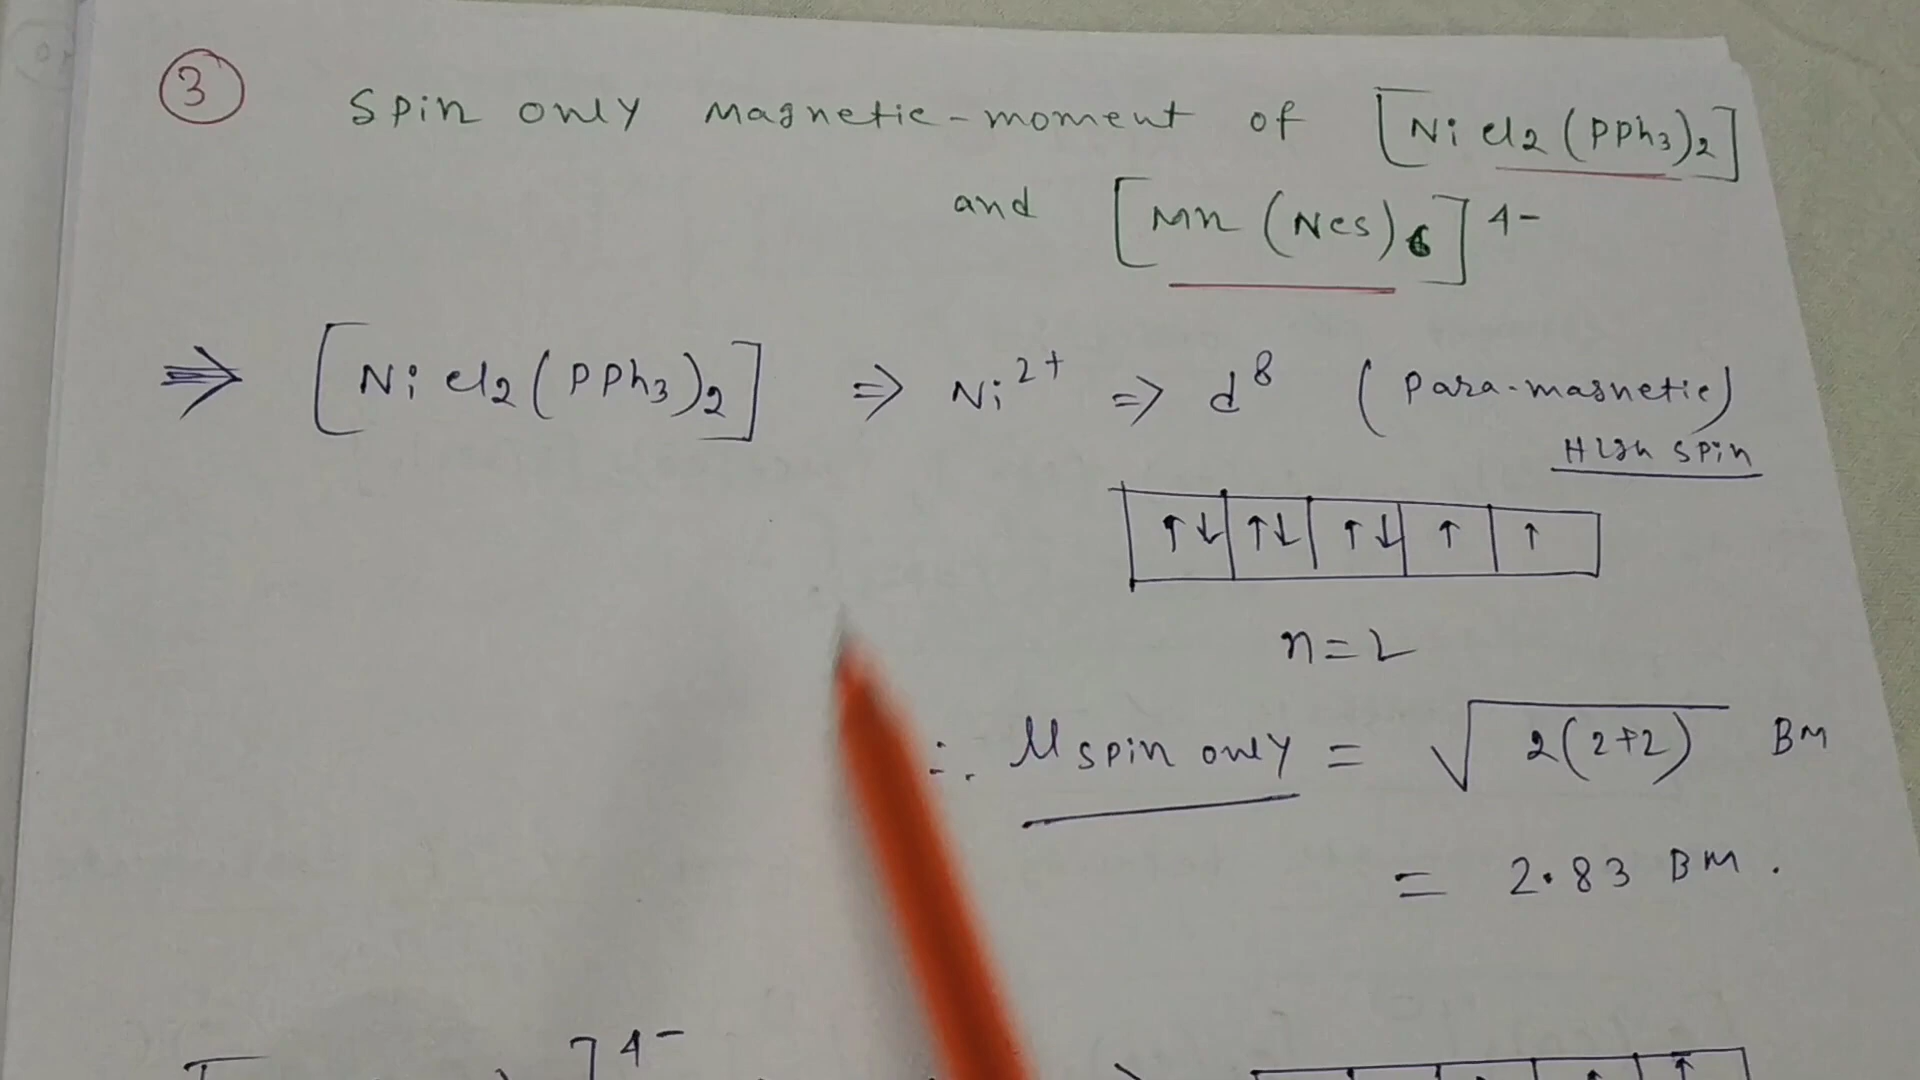 3
Spin only magnetic-moment of [NiCl2(PPh3)2]
and [Mn(NCS)6]4-
⇒ [NiCl2(PPh3)2] ⇒ Ni2+ ⇒ d8 (para-magnetic)
High spin
↑↓ ↑↓ ↑↓ ↑ ↑
n=2
∴ μ spin only = √2(2+2) BM
= 2.83 BM.
4-